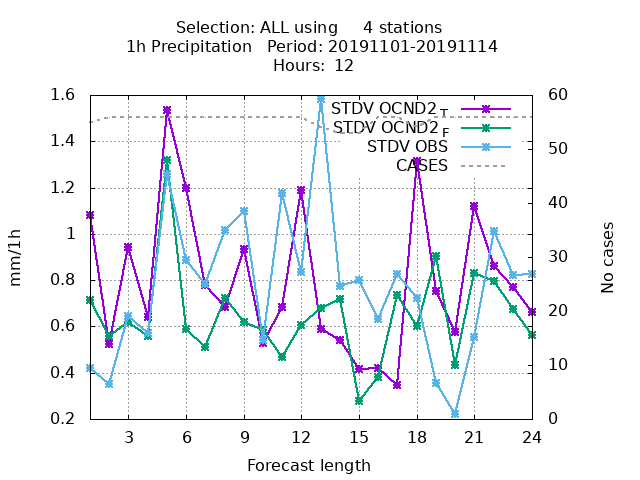 Selection: ALL using 4 stations
1h Precipitation Period: 20191101-20191114
Hours: 12
STDV OCND2_T
STDV OCND2_F
STDV OBS
CASES
mm/1h
1.6
1.4
1.2
1
0.8
0.6
0.4
0.2
60
50
40
30
20
10
0
No cases
3 6 9 12 15 18 21 24
Forecast length